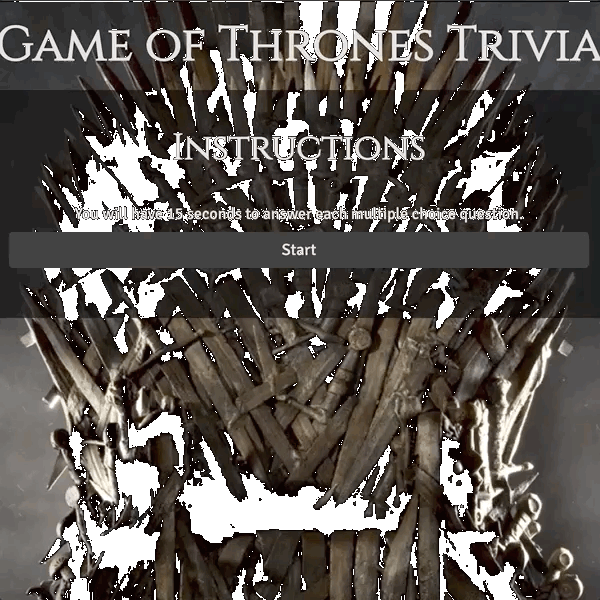 Game of Thrones Trivia
Instructions
You will have 15 seconds to answer each multiple choice question.
Start